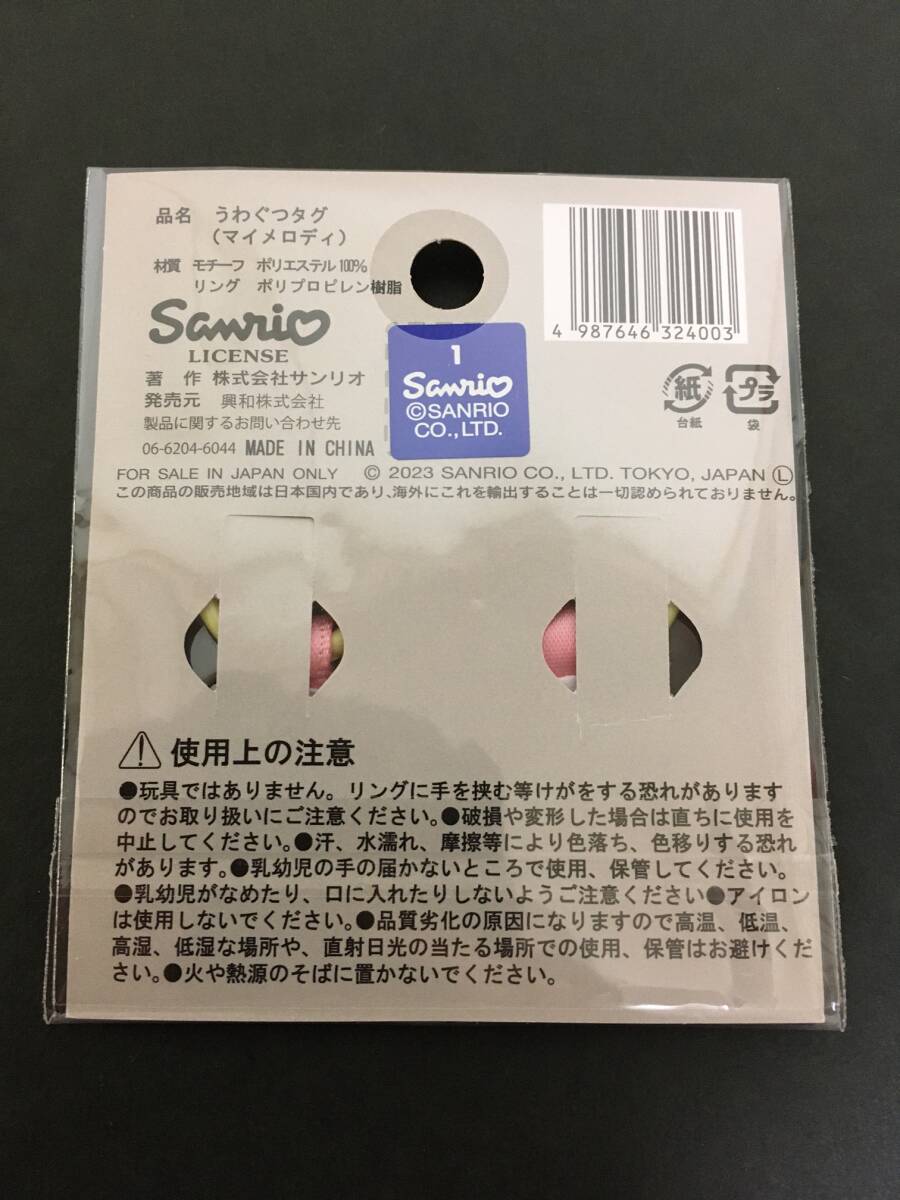 品名 うわぐつタグ
（マイメロディ）
材質 モチーフ ポリエステル100%
リング ポリプロピレン樹脂
Sanrio
LICENSE
著 作 株式会社サンリオ
発売元 興和株式会社
製品に関するお問い合わせ先
06-6204-6044 MADE IN CHINA
1
Sanrio
©SANRIO
CO.,LTD.
4 987646 324003
紙
台紙
プラ
袋
FOR SALE IN JAPAN ONLY © 2023 SANRIO CO., LTD. TOKYO, JAPAN Ⓛ
この商品の販売地域は日本国内であり、海外にこれを輸出することは一切認められておりません。
⚠ 使用上の注意
●玩具ではありません。リングに手を挟む等けがをする恐れがあります
のでお取り扱いにご注意ください。●破損や変形した場合は直ちに使用を
中止してください。●汗、水濡れ、摩擦等により色落ち、色移りする恐れ
があります。●乳幼児の手の届かないところで使用、保管してください。
●乳幼児がなめたり、口に入れたりしないようご注意ください●アイロン
は使用しないでください。●品質劣化の原因になりますので高温、低温、
高湿、低湿な場所や、直射日光の当たる場所での使用、保管はお避けくだ
さい。●火や熱源のそばに置かないでください。